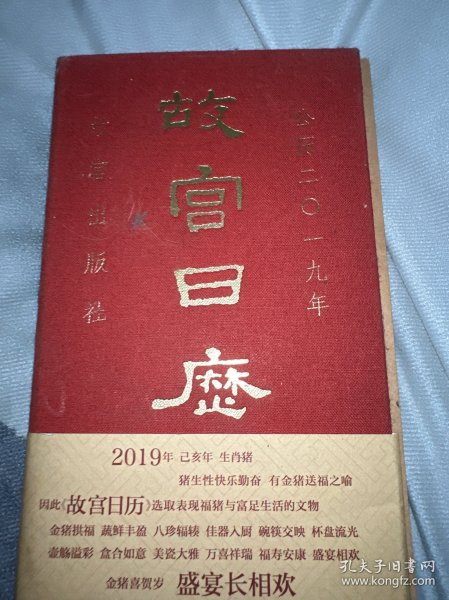 公历二〇一九年
故宫日歷
故宫出版社
2019年 己亥年 生肖猪
猪生性快乐勤奋 有金猪送福之喻
因此《故宫日历》选取表现福猪与富足生活的文物
金猪拱福 蔬鲜丰盈 八珍辐辏 佳器入厨 碗筷交映 杯盘流光
壶觞溢彩 盒合如意 美瓷大雅 万喜祥瑞 福寿安康 盛宴相欢
金猪喜贺岁 盛宴长相欢
孔夫子旧书网